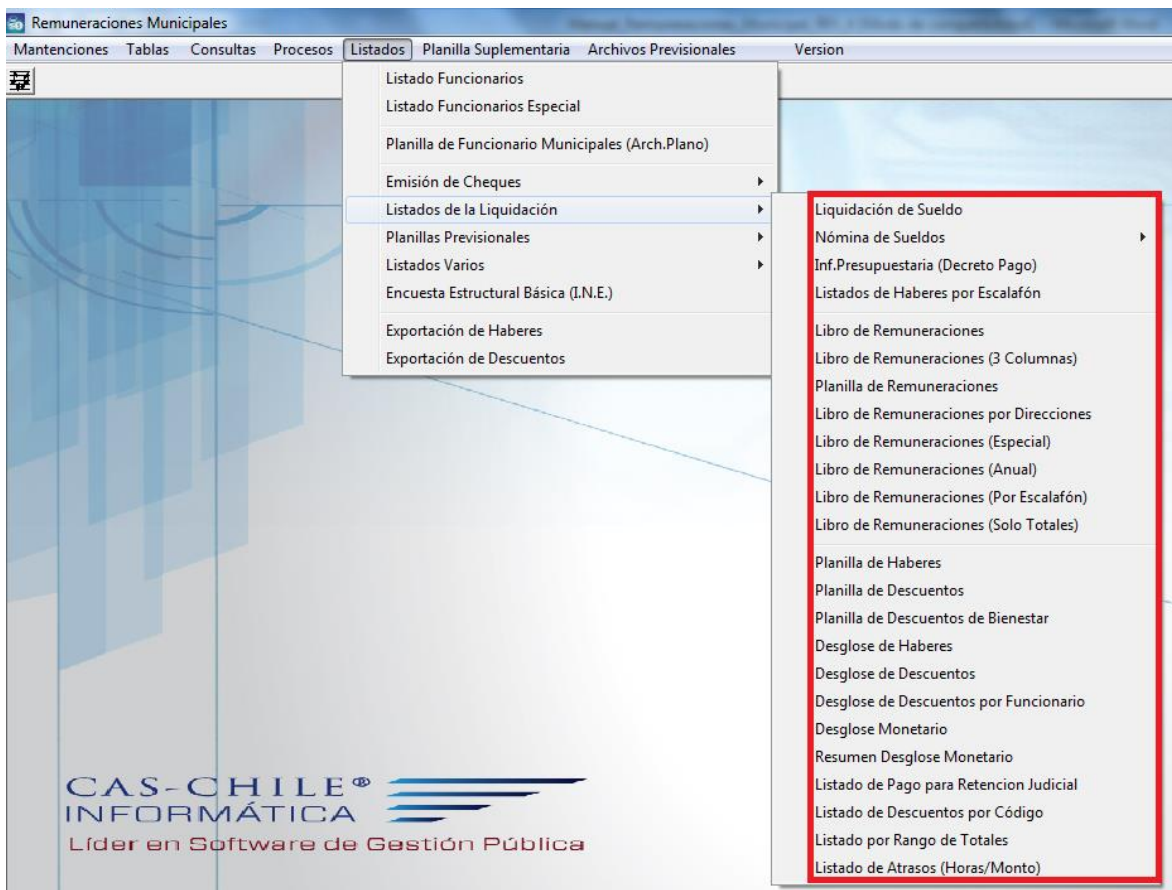 Remuneraciones Municipales
Mantenciones Tablas Consultas Procesos Listados Planilla Suplementaria Archivos Previsionales Version
Listado Funcionarios
Listado Funcionarios Especial
Planilla de Funcionario Municipales (Arch.Plano)
Emisión de Cheques
Listados de la Liquidación
Planillas Previsionales
Listados Varios
Encuesta Estructural Básica (I.N.E.)
Exportación de Haberes
Exportación de Descuentos
Liquidación de Sueldo
Nómina de Sueldos
Inf.Presupuestaria (Decreto Pago)
Listados de Haberes por Escalafón
Libro de Remuneraciones
Libro de Remuneraciones (3 Columnas)
Planilla de Remuneraciones
Libro de Remuneraciones por Direcciones
Libro de Remuneraciones (Especial)
Libro de Remuneraciones (Anual)
Libro de Remuneraciones (Por Escalafón)
Libro de Remuneraciones (Solo Totales)
Planilla de Haberes
Planilla de Descuentos
Planilla de Descuentos de Bienestar
Desglose de Haberes
Desglose de Descuentos
Desglose de Descuentos por Funcionario
Desglose Monetario
Resumen Desglose Monetario
Listado de Pago para Retencion Judicial
Listado de Descuentos por Código
Listado por Rango de Totales
Listado de Atrasos (Horas/Monto)
CAS-CHILE®
INFORMÁTICA
Líder en Software de Gestión Pública